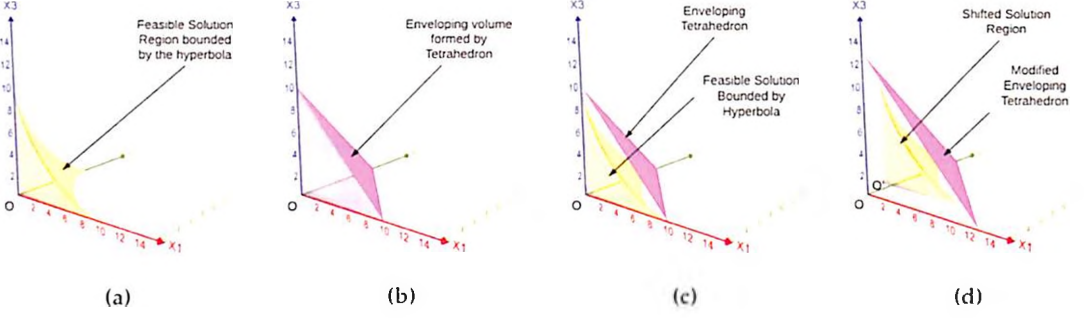 X3
Feasible Solution
Region bounded
by the hyperbola
14
12
10
8
6
4
2
O
2 4 6 8 10 12 14
X1
(a)
X3
Enveloping volume
formed by
Tetrahedron
14
12
10
8
6
4
2
O
2 4 6 8 10 12 14
X1
(b)
X3
Enveloping
Tetrahedron
Feasible Solution
Bounded by
Hyperbola
14
12
10
8
6
4
2
O
2 4 6 8 10 12 14
X1
(c)
X3
Shifted Solution
Region
Modified
Enveloping
Tetrahedron
14
12
10
8
6
4
2
O'
O
2 4 6 8 10 12 14
X1
(d)